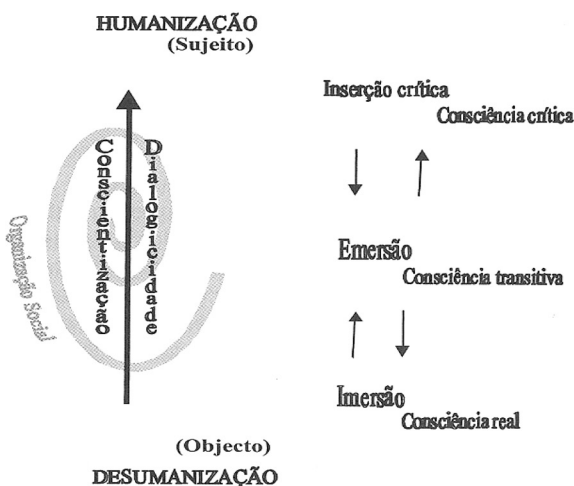 HUMANIZAÇÃO
(Sujeito)
Inserção crítica
Consciência crítica
Conscientização
Dialogicidade
Organização Social
Emersão
Consciência transitiva
Imersão
Consciência real
(Objecto)
DESUMANIZAÇÃO